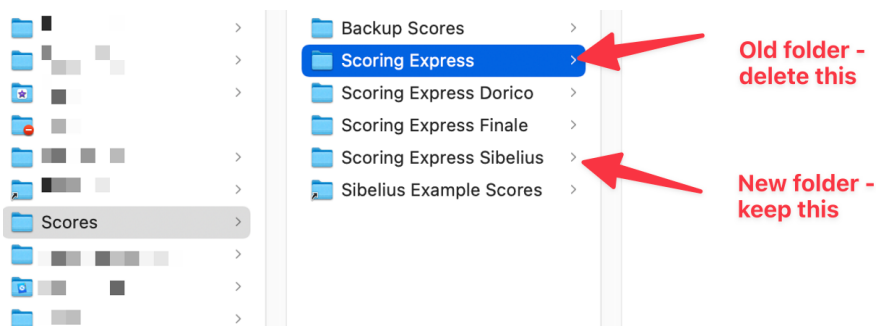 Backup Scores
Scoring Express
Scoring Express Dorico
Scoring Express Finale
Scoring Express Sibelius
Sibelius Example Scores
Scores
Old folder -
delete this
New folder -
keep this